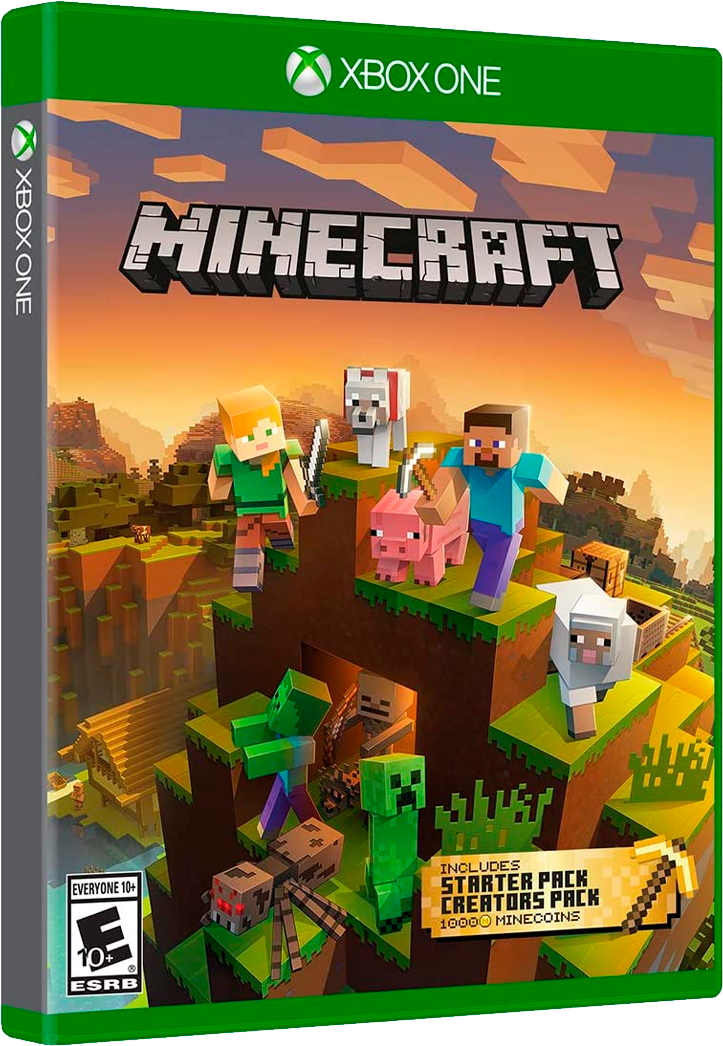 XBOX ONE
XBOX ONE
MINECRAFT
INCLUDES
STARTER PACK
CREATORS PACK
1000 MINECOINS
EVERYONE 10+
E
10+
®
ESRB